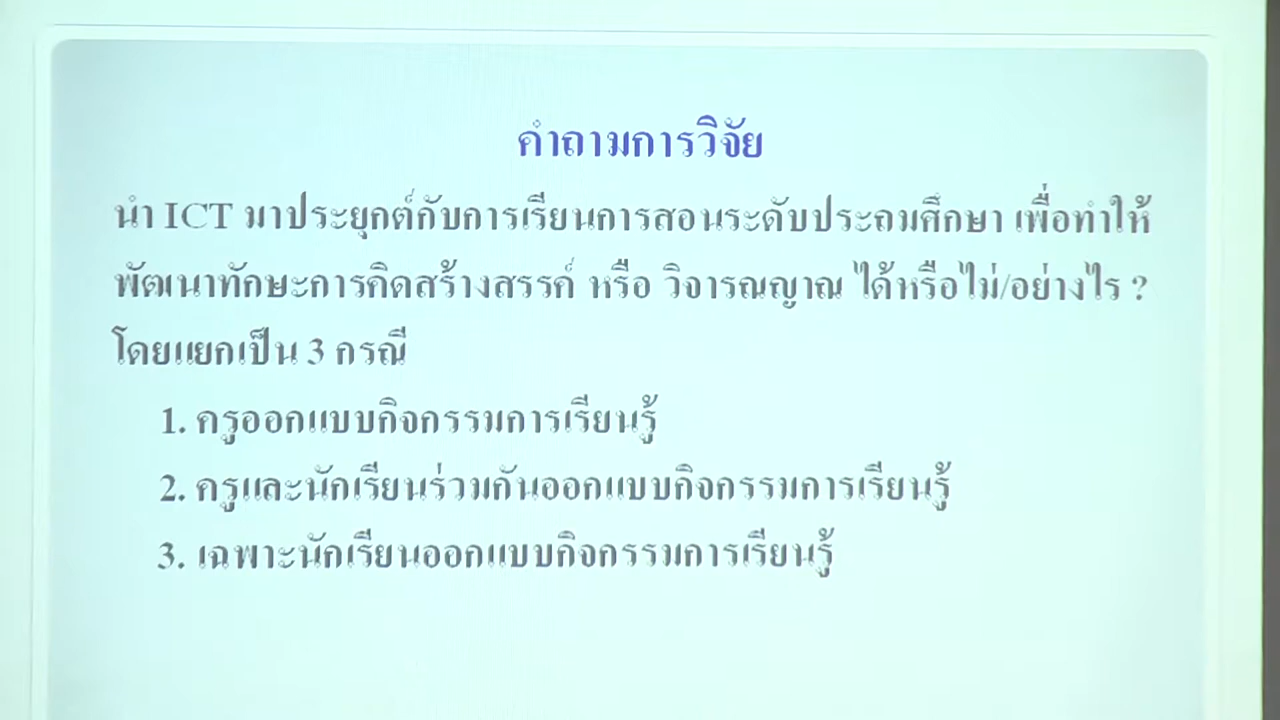 คำถามการวิจัย
นำ ICT มาประยุกต์กับการเรียนการสอนระดับประถมศึกษา เพื่อทำให้
พัฒนาทักษะการคิดสร้างสรรค์ หรือ วิจารณญาณ ได้หรือไม่/อย่างไร ?
โดยแยกเป็น 3 กรณี
1. ครูออกแบบกิจกรรมการเรียนรู้
2. ครูและนักเรียนร่วมกันออกแบบกิจกรรมการเรียนรู้
3. เฉพาะนักเรียนออกแบบกิจกรรมการเรียนรู้